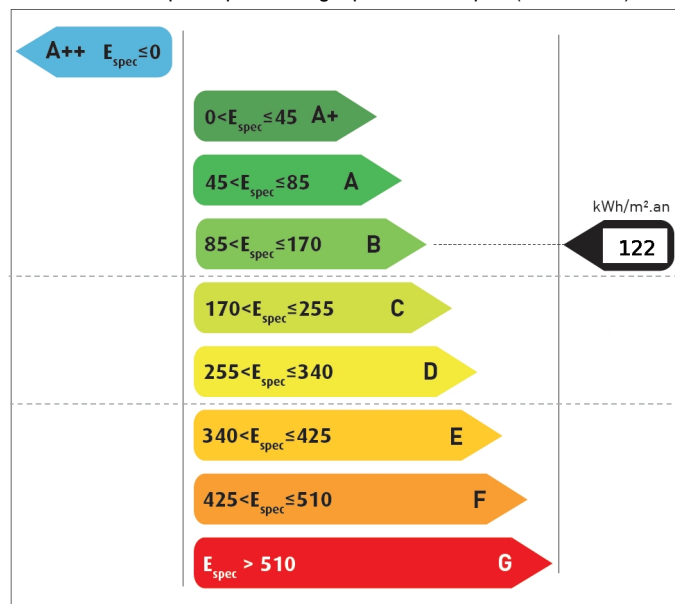 A++ Espec≤0
0<Espec≤45 A+
45<Espec≤85 A
kWh/m².an
85<Espec≤170 B 122
170<Espec≤255 C
255<Espec≤340 D
340<Espec≤425 E
425<Espec≤510 F
Espec > 510 G